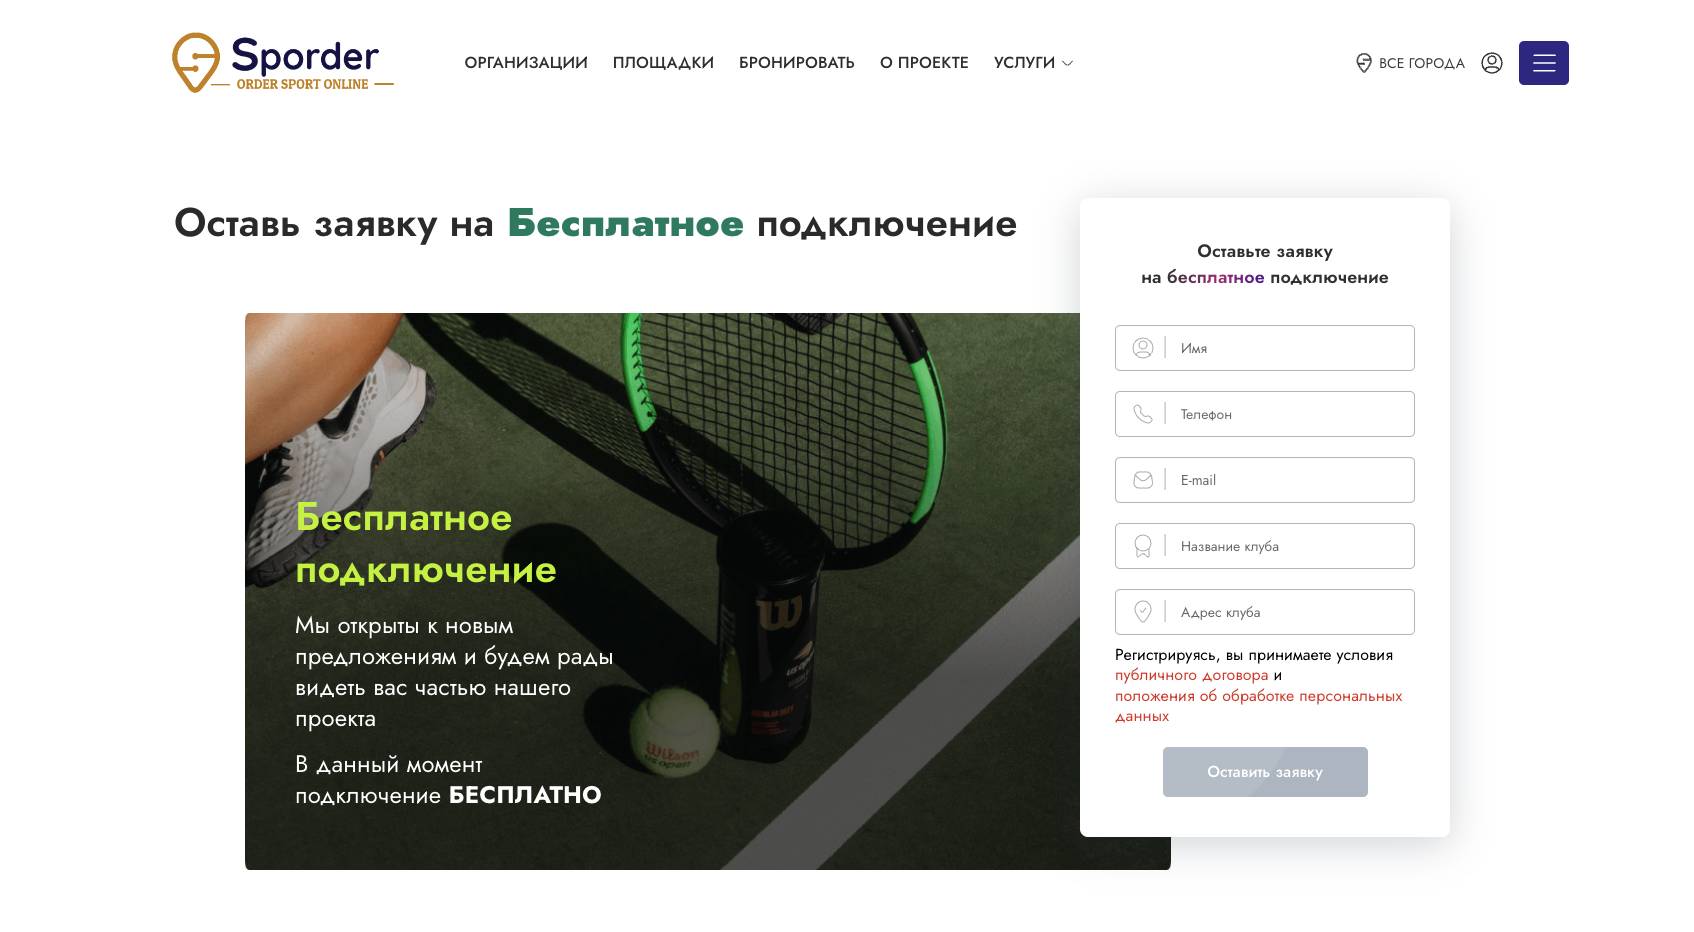 Sporder
ORDER SPORT ONLINE
ОРГАНИЗАЦИИ
ПЛОЩАДКИ
БРОНИРОВАТЬ
О ПРОЕКТЕ
УСЛУГИ
ВСЕ ГОРОДА
Оставь заявку на Бесплатное подключение
Бесплатное
подключение
Мы открыты к новым
предложениям и будем рады
видеть вас частью нашего
проекта
В данный момент
подключение БЕСПЛАТНО
W
Wilson
us open
Оставьте заявку
на бесплатное подключение
Имя
Телефон
E-mail
Название клуба
Адрес клуба
Регистрируясь, вы принимаете условия
публичного договора и
положения об обработке персональных
данных
Оставить заявку